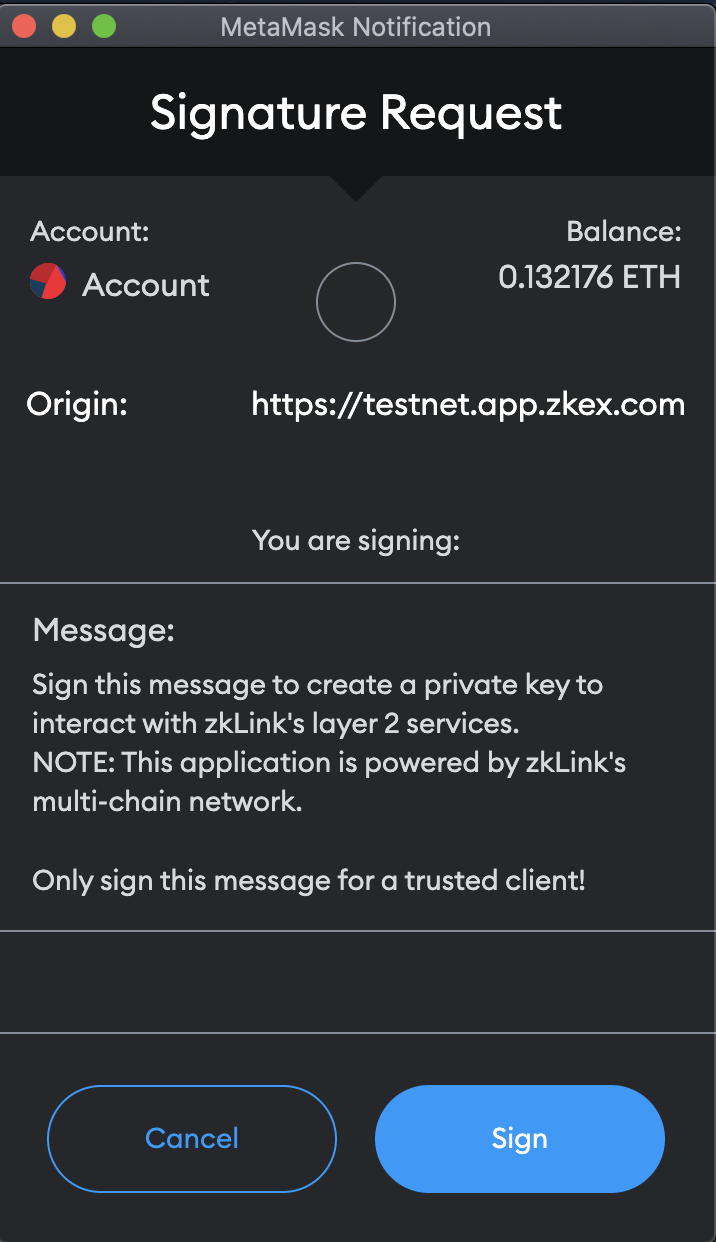 MetaMask Notification
Signature Request
Account:
Balance:
Account
0.132176 ETH
Origin:
https://testnet.app.zkex.com
You are signing:
Message:
Sign this message to create a private key to
interact with zkLink's layer 2 services.
NOTE: This application is powered by zkLink's
multi-chain network.
Only sign this message for a trusted client!
Cancel
Sign